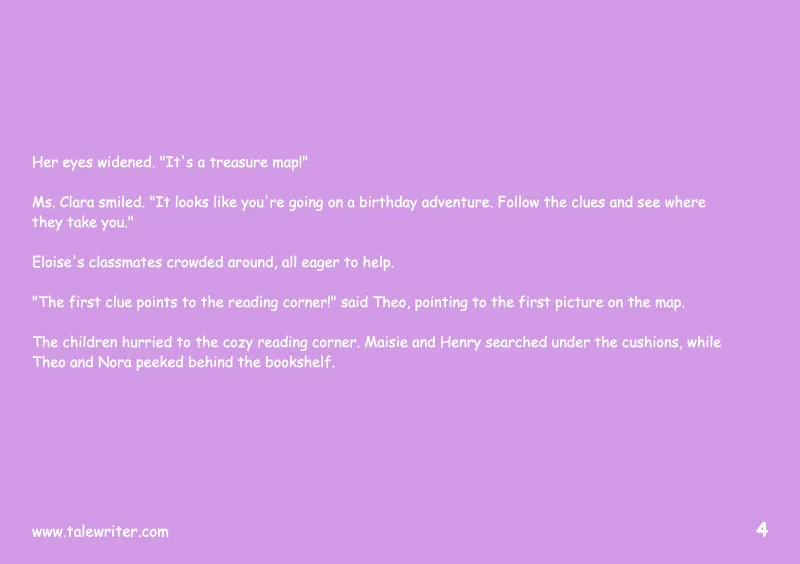 Her eyes widened. "It's a treasure map!"
Ms. Clara smiled. "It looks like you're going on a birthday adventure. Follow the clues and see where
they take you."
Eloise's classmates crowded around, all eager to help.
"The first clue points to the reading corner!" said Theo, pointing to the first picture on the map.
The children hurried to the cozy reading corner. Maisie and Henry searched under the cushions, while
Theo and Nora peeked behind the bookshelf.
www.talewriter.com
4